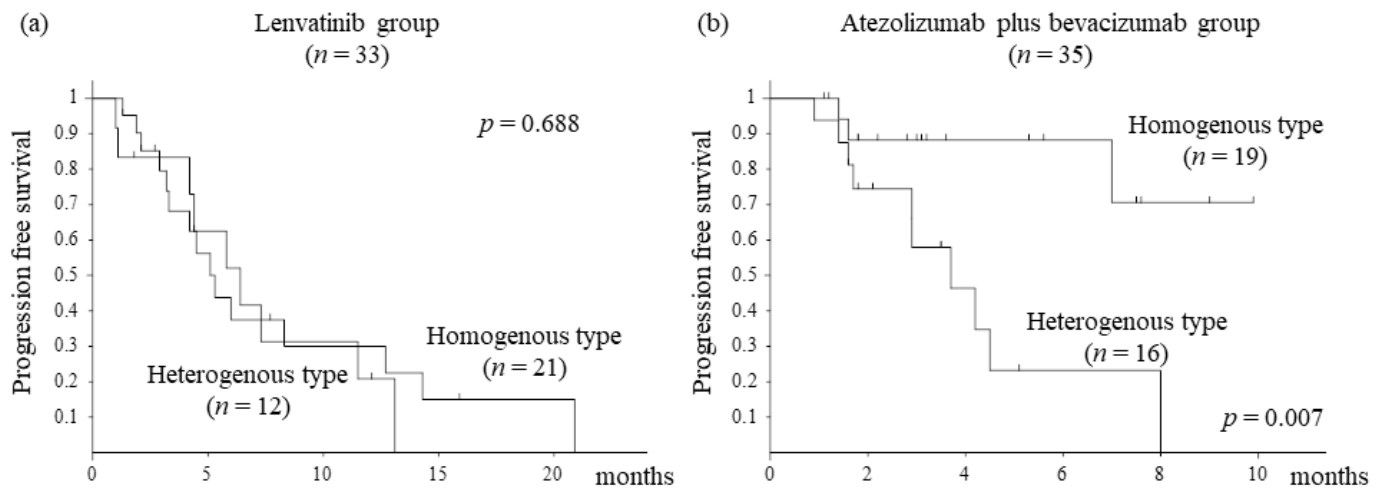 (a)
Lenvatinib group
(n = 33)
Progression free survival
1
0.9
0.8
0.7
0.6
0.5
0.4
0.3
0.2
0.1
p = 0.688
Homogenous type
(n = 21)
Heterogenous type
(n = 12)
0 5 10 15 20 months
(b)
Atezolizumab plus bevacizumab group
(n = 35)
Progression free survival
1
0.9
0.8
0.7
0.6
0.5
0.4
0.3
0.2
0.1
Homogenous type
(n = 19)
Heterogenous type
(n = 16)
p = 0.007
0 2 4 6 8 10 months